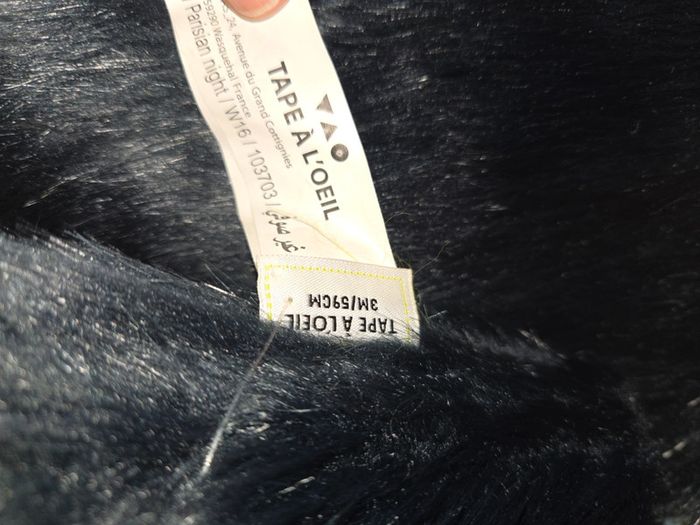 TAPE À L'OEIL
24, Avenue du Grand Cottignies
59290 Wasquehal France
Parisian night / W16 / 103703 /
TAPE À L'OEIL
3M/59CM